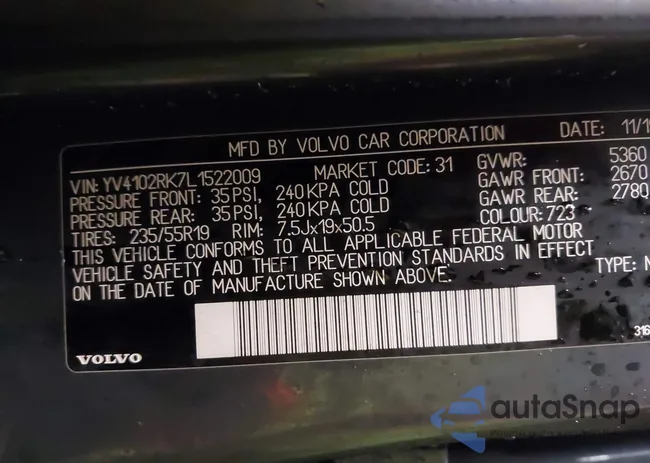 MFD BY VOLVO CAR CORPORATION DATE: 11/1
VIN: YV4102RK7L1522009 MARKET CODE: 31 GVWR: 5360
PRESSURE FRONT: 35 PSI, 240 KPA COLD GAWR FRONT: 2670
PRESSURE REAR: 35 PSI, 240 KPA COLD GAWR REAR: 2780
TIRES: 235/55R19 RIM: 7.5Jx19x50.5 COLOUR: 723
THIS VEHICLE CONFORMS TO ALL APPLICABLE FEDERAL MOTOR
VEHICLE SAFETY AND THEFT PREVENTION STANDARDS IN EFFECT TYPE:
ON THE DATE OF MANUFACTURE SHOWN ABOVE.
316
VOLVO
autaSnap